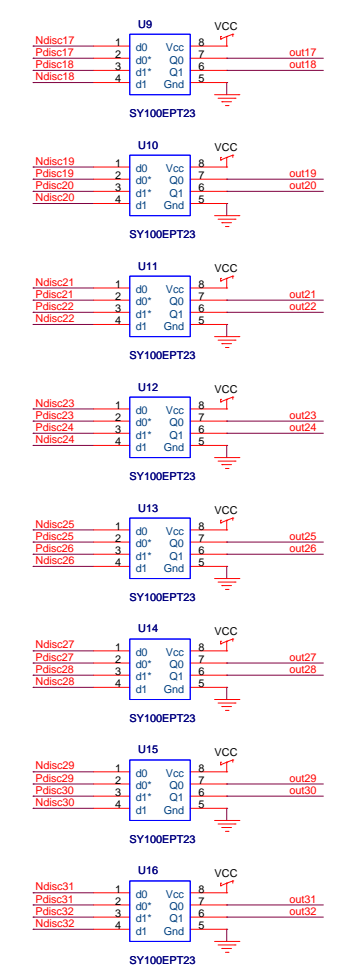 U9 VCC
Ndisc17 1 d0 Vcc 8
Pdisc17 2 d0* Q0 7 out17
Pdisc18 3 d1* Q1 6 out18
Ndisc18 4 d1 Gnd 5
SY100EPT23
U10 VCC
Ndisc19 1 d0 Vcc 8
Pdisc19 2 d0* Q0 7 out19
Pdisc20 3 d1* Q1 6 out20
Ndisc20 4 d1 Gnd 5
SY100EPT23
U11 VCC
Ndisc21 1 d0 Vcc 8
Pdisc21 2 d0* Q0 7 out21
Pdisc22 3 d1* Q1 6 out22
Ndisc22 4 d1 Gnd 5
SY100EPT23
U12 VCC
Ndisc23 1 d0 Vcc 8
Pdisc23 2 d0* Q0 7 out23
Pdisc24 3 d1* Q1 6 out24
Ndisc24 4 d1 Gnd 5
SY100EPT23
U13 VCC
Ndisc25 1 d0 Vcc 8
Pdisc25 2 d0* Q0 7 out25
Pdisc26 3 d1* Q1 6 out26
Ndisc26 4 d1 Gnd 5
SY100EPT23
U14 VCC
Ndisc27 1 d0 Vcc 8
Pdisc27 2 d0* Q0 7 out27
Pdisc28 3 d1* Q1 6 out28
Ndisc28 4 d1 Gnd 5
SY100EPT23
U15 VCC
Ndisc29 1 d0 Vcc 8
Pdisc29 2 d0* Q0 7 out29
Pdisc30 3 d1* Q1 6 out30
Ndisc30 4 d1 Gnd 5
SY100EPT23
U16 VCC
Ndisc31 1 d0 Vcc 8
Pdisc31 2 d0* Q0 7 out31
Pdisc32 3 d1* Q1 6 out32
Ndisc32 4 d1 Gnd 5
SY100EPT23